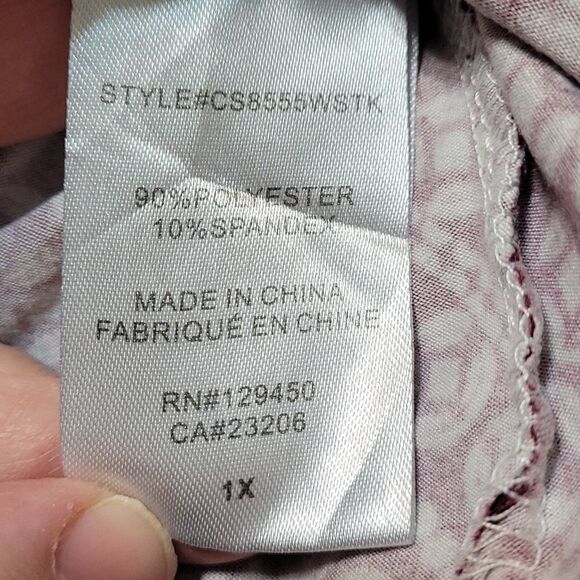 STYLE#CS8555WSTK
90%POLYESTER
10%SPANDEX
MADE IN CHINA
FABRIQUÉ EN CHINE
RN#129450
CA#23206
1X